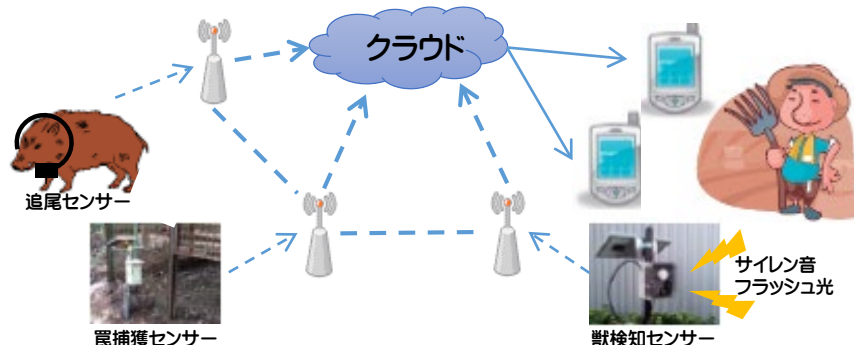 クラウド
追尾センサー
サイレン音
フラッシュ光
罠捕獲センサー
獣検知センサー